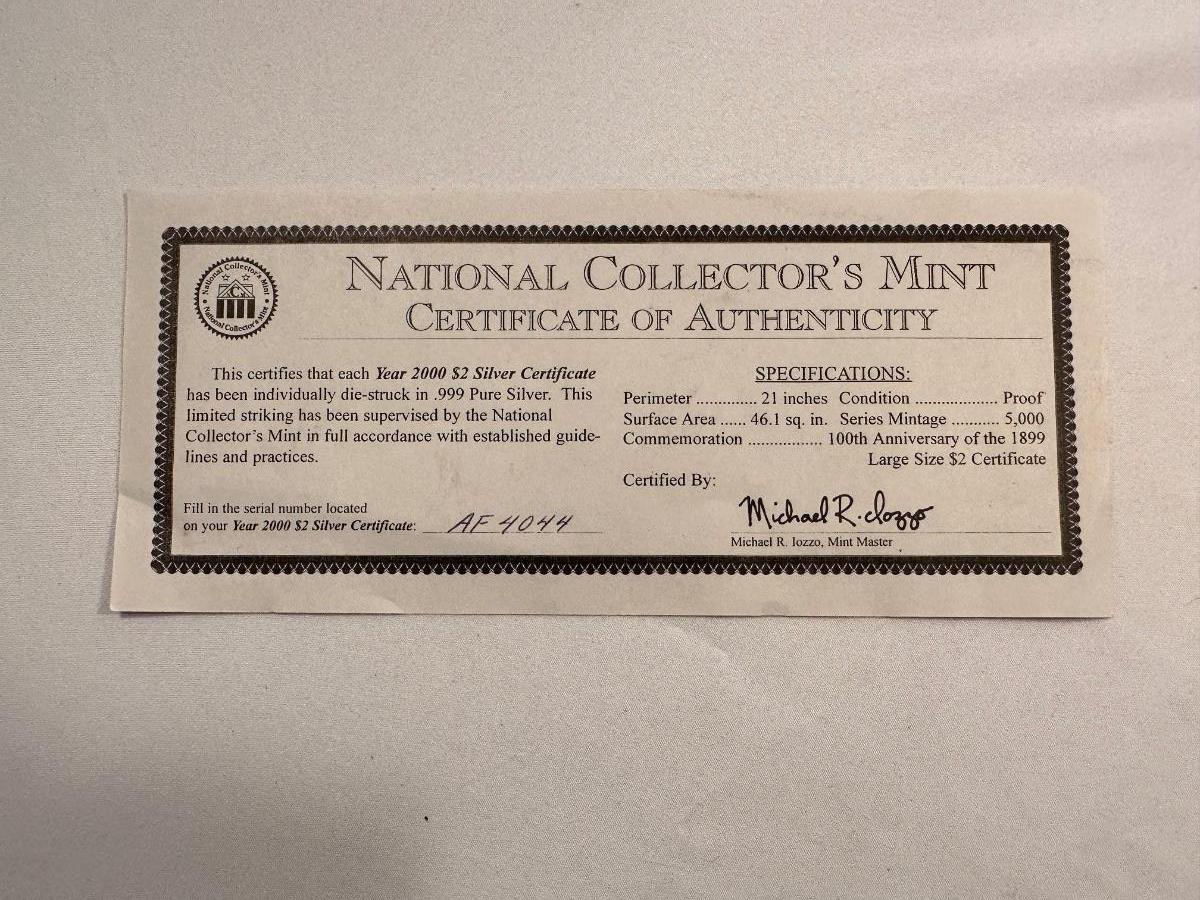 National Collector's Mint
C
National Collector's Mint
NATIONAL COLLECTOR'S MINT
CERTIFICATE OF AUTHENTICITY
This certifies that each Year 2000 $2 Silver Certificate
has been individually die-struck in .999 Pure Silver. This
limited striking has been supervised by the National
Collector's Mint in full accordance with established guide-
lines and practices.
Fill in the serial number located
on your Year 2000 $2 Silver Certificate: AF 4044
SPECIFICATIONS:
Perimeter ............. 21 inches Condition .................. Proof
Surface Area ...... 46.1 sq. in. Series Mintage ........... 5,000
Commemoration ................. 100th Anniversary of the 1899
Large Size $2 Certificate
Certified By:
Michael R. Iozzo
Michael R. Iozzo, Mint Master